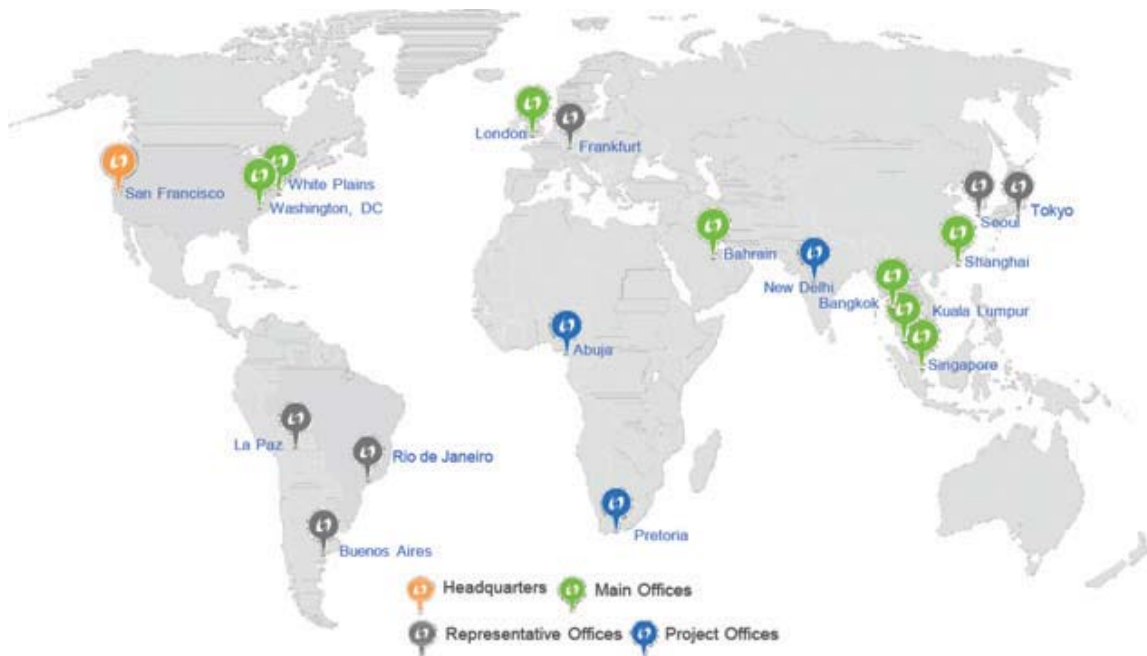 London
Frankfurt
White Plains
San Francisco
Washington, DC
Seoul
Tokyo
Bahrain
Shanghai
New Delhi
Bangkok
Kuala Lumpur
Abuja
Singapore
La Paz
Rio de Janeiro
Pretoria
Buenos Aires
Headquarters
Main Offices
Representative Offices
Project Offices